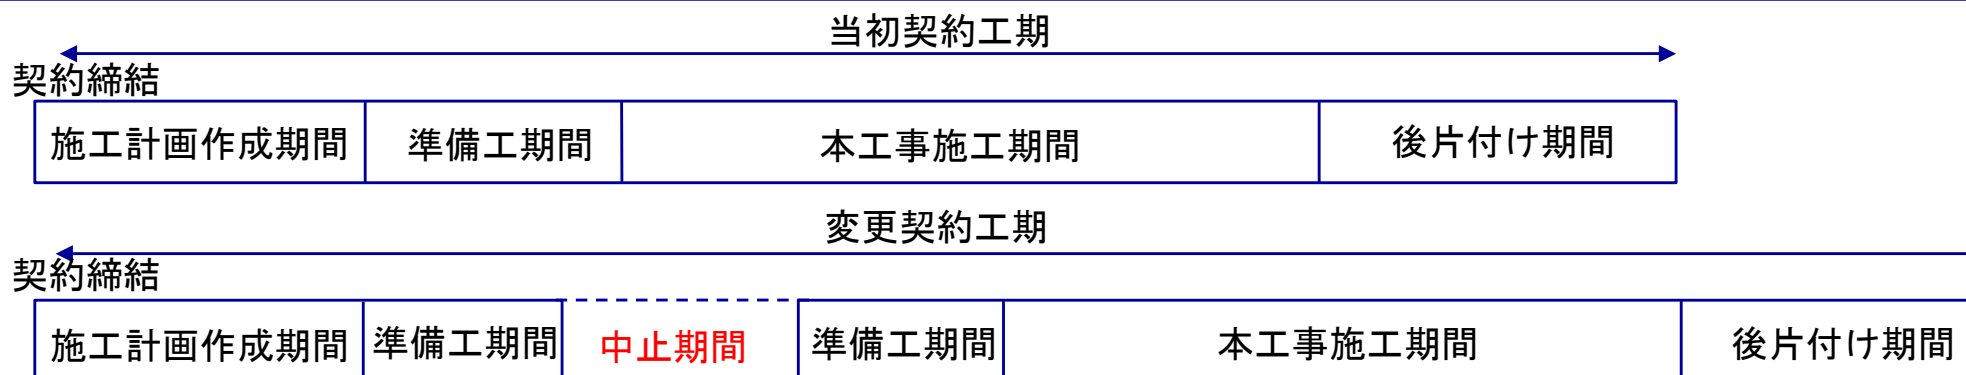 当初契約工期
契約締結
施工計画作成期間 準備工期間 本工事施工期間 後片付け期間
変更契約工期
契約締結
施工計画作成期間 準備工期間 中止期間 準備工期間 本工事施工期間 後片付け期間